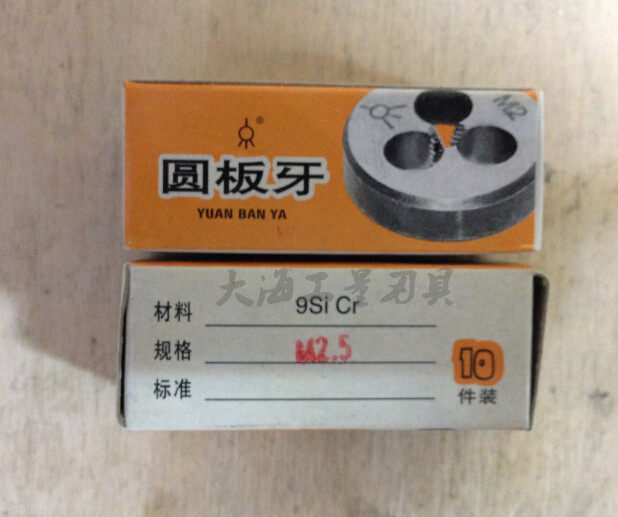 ®
M2
圆板牙
YUAN BAN YA
大海工量刃具
材料 9Si Cr
规格 M2.5
标准
10
件装